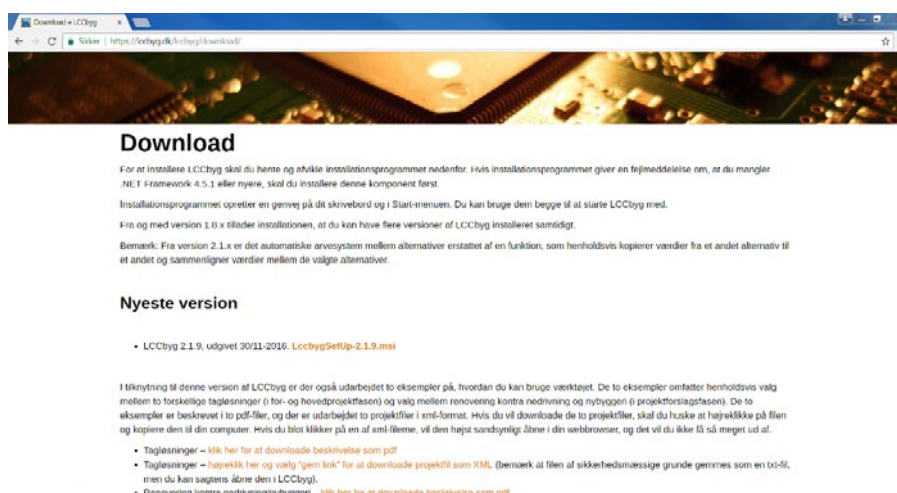 Download • LCCbyg
Sikker | https://lccbyg.dk/lccbyg/download/
Download
For at installere LCCbyg skal du hente og afvikle installationsprogrammet nedenfor. Hvis installationsprogrammet giver en fejlmeddelelse om, at du mangler
.NET Framework 4.5.1 eller nyere, skal du installere denne komponent først.
Installationsprogrammet opretter en genvej på dit skrivebord og i Start-menuen. Du kan bruge dem begge til at starte LCCbyg med.
Fra og med version 1.8.x tillader installationen, at du kan have flere versioner af LCCbyg installeret samtidigt.
Bemærk: Fra version 2.1.x er det automatiske arvesystem mellem alternativer erstattet af en funktion, som henholdsvis kopierer værdier fra et andet alternativ til
et andet og sammenligner værdier mellem de valgte alternativer.
Nyeste version
• LCCbyg 2.1.9, udgivet 30/11-2016. LccbygSetUp-2.1.9.msi
I tilknytning til denne version af LCCbyg er der også udarbejdet to eksempler på, hvordan du kan bruge værktøjet. De to eksempler omfatter henholdsvis valg
mellem to forskellige tagløsninger (i for- og hovedprojektfasen) og valg mellem renovering kontra nedrivning og nybyggeri (i projektforslagsfasen). De to
eksempler er beskrevet i to pdf-filer, og der er udarbejdet to projektfiler i xml-format. Hvis du vil downloade de to projektfiler, skal du huske at højreklikke på filen
og kopiere den til din computer. Hvis du blot klikker på en af xml-filerne, vil den højst sandsynligt åbne i din webbrowser, og det vil du ikke få så meget ud af.
• Tagløsninger – klik her for at downloade beskrivelse som pdf
• Tagløsninger – højreklik her og vælg "gem link" for at downloade projektfil som XML (bemærk at filen af sikkerhedsmæssige grunde gemmes som en txt-fil,
men du kan sagtens åbne den i LCCbyg).
• Renovering kontra nedrivning/nybyggeri – klik her for at downloade beskrivelse som pdf